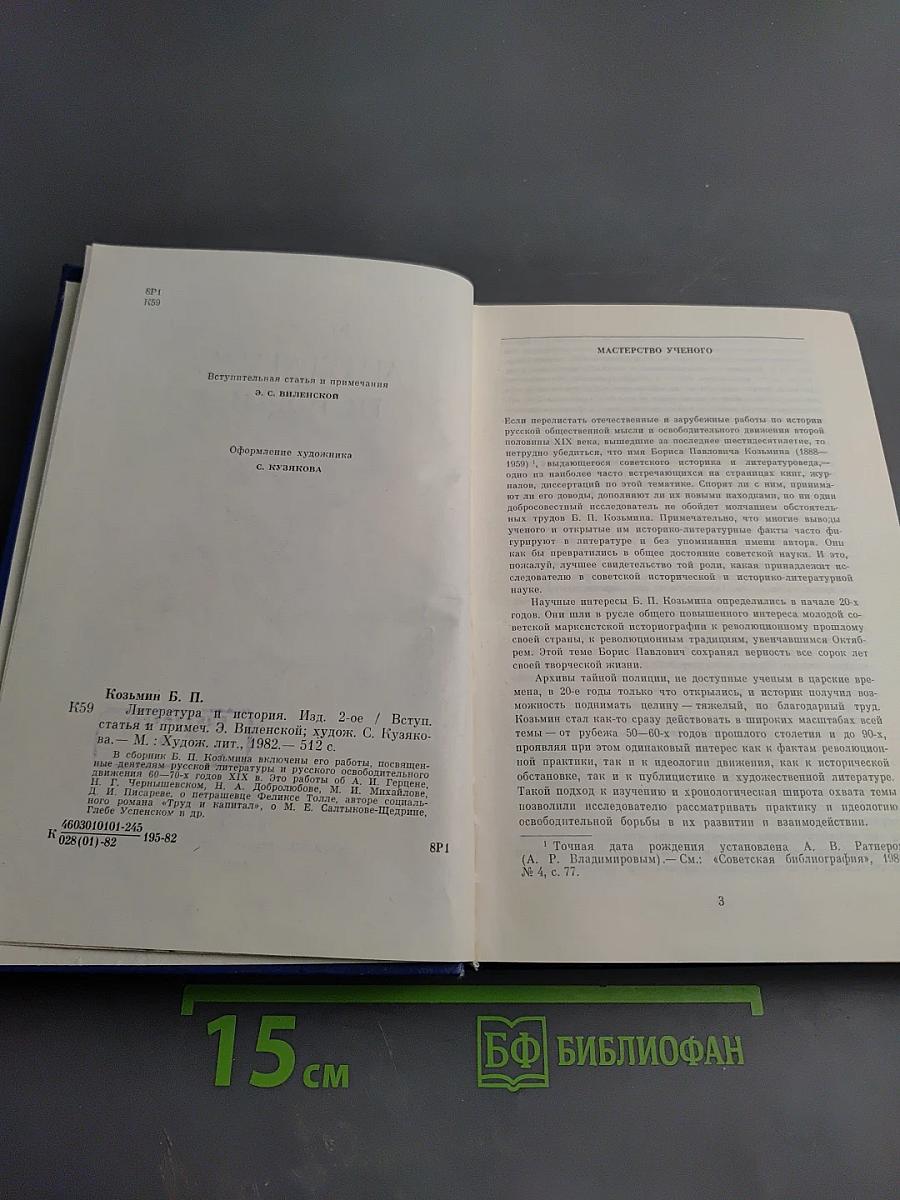 8Р1
К59
Вступительная статья и примечания
Э. С. ВИЛЕНСКОЙ
Оформление художника
С. КУЗЯКОВА
Козьмин Б. П.
К59 Литература и история. Изд. 2-ое / Вступ.
статья и примеч. Э. Виленской; худож. С. Кузяко-
ва.— М. : Худож. лит., 1982.— 512 с.
В сборник Б. П. Козьмина включены его работы, посвящен-
ные деятелям русской литературы и русского освободительного
движения 60—70-х годов XIX в. Это работы об А. И. Герцене,
Н. Г. Чернышевском, Н. А. Добролюбове, М. И. Михайлове,
Д. И. Писареве, о петрашевце Феликсе Толле, авторе социаль-
ного романа «Труд и капитал», о М. Е. Салтыкове-Щедрине,
Глебе Успенском и др.
К 4603010101-245
028(01)-82 195-82
8Р1
МАСТЕРСТВО УЧЕНОГО
Если перелистать отечественные и зарубежные работы по истории
русской общественной мысли и освободительного движения второй
половины XIX века, вышедшие за последнее шестидесятилетие, то
нетрудно убедиться, что имя Бориса Павловича Козьмина (1888—
1959) ¹, выдающегося советского историка и литературоведа,—
одно из наиболее часто встречающихся на страницах книг, жур-
налов, диссертаций по этой тематике. Спорят ли с ним, принима-
ют ли его доводы, дополняют ли их новыми находками, но ни один
добросовестный исследователь не обойдет молчанием обстоятель-
ных трудов Б. П. Козьмина. Примечательно, что многие выводы
ученого и открытые им историко-литературные факты часто фи-
гурируют в литературе и без упоминания имени автора. Они
как бы превратились в общее достояние советской науки. И это,
пожалуй, лучшее свидетельство той роли, какая принадлежит ис-
следователю в советской исторической и историко-литературной
науке.
Научные интересы Б. П. Козьмина определились в начале 20-х
годов. Они шли в русле общего повышенного интереса молодой со-
ветской марксистской историографии к революционному прошлому
своей страны, к революционным традициям, увенчавшимся Октяб-
рем. Этой теме Борис Павлович сохранял верность все сорок лет
своей творческой жизни.
Архивы тайной полиции, не доступные ученым в царские вре-
мена, в 20-е годы только что открылись, и историк получил воз-
можность поднимать целину — тяжелый, но благодарный труд.
Козьмин стал как-то сразу действовать в широких масштабах всей
темы — от рубежа 50—60-х годов прошлого столетия и до 90-х,
проявляя при этом одинаковый интерес как к фактам революцион-
ной практики, так и к идеологии движения, как к исторической
обстановке, так и к публицистике и художественной литературе.
Такой подход к изучению и хронологическая широта охвата темы
позволили исследователю рассматривать практику и идеологию
освободительной борьбы в их развитии и взаимодействии.
¹ Точная дата рождения установлена А. В. Ратнером
(А. Р. Владимировым).— См.: «Советская библиография», 198
№ 4, с. 77.
3
15 см
БФ БИБЛИОФАН